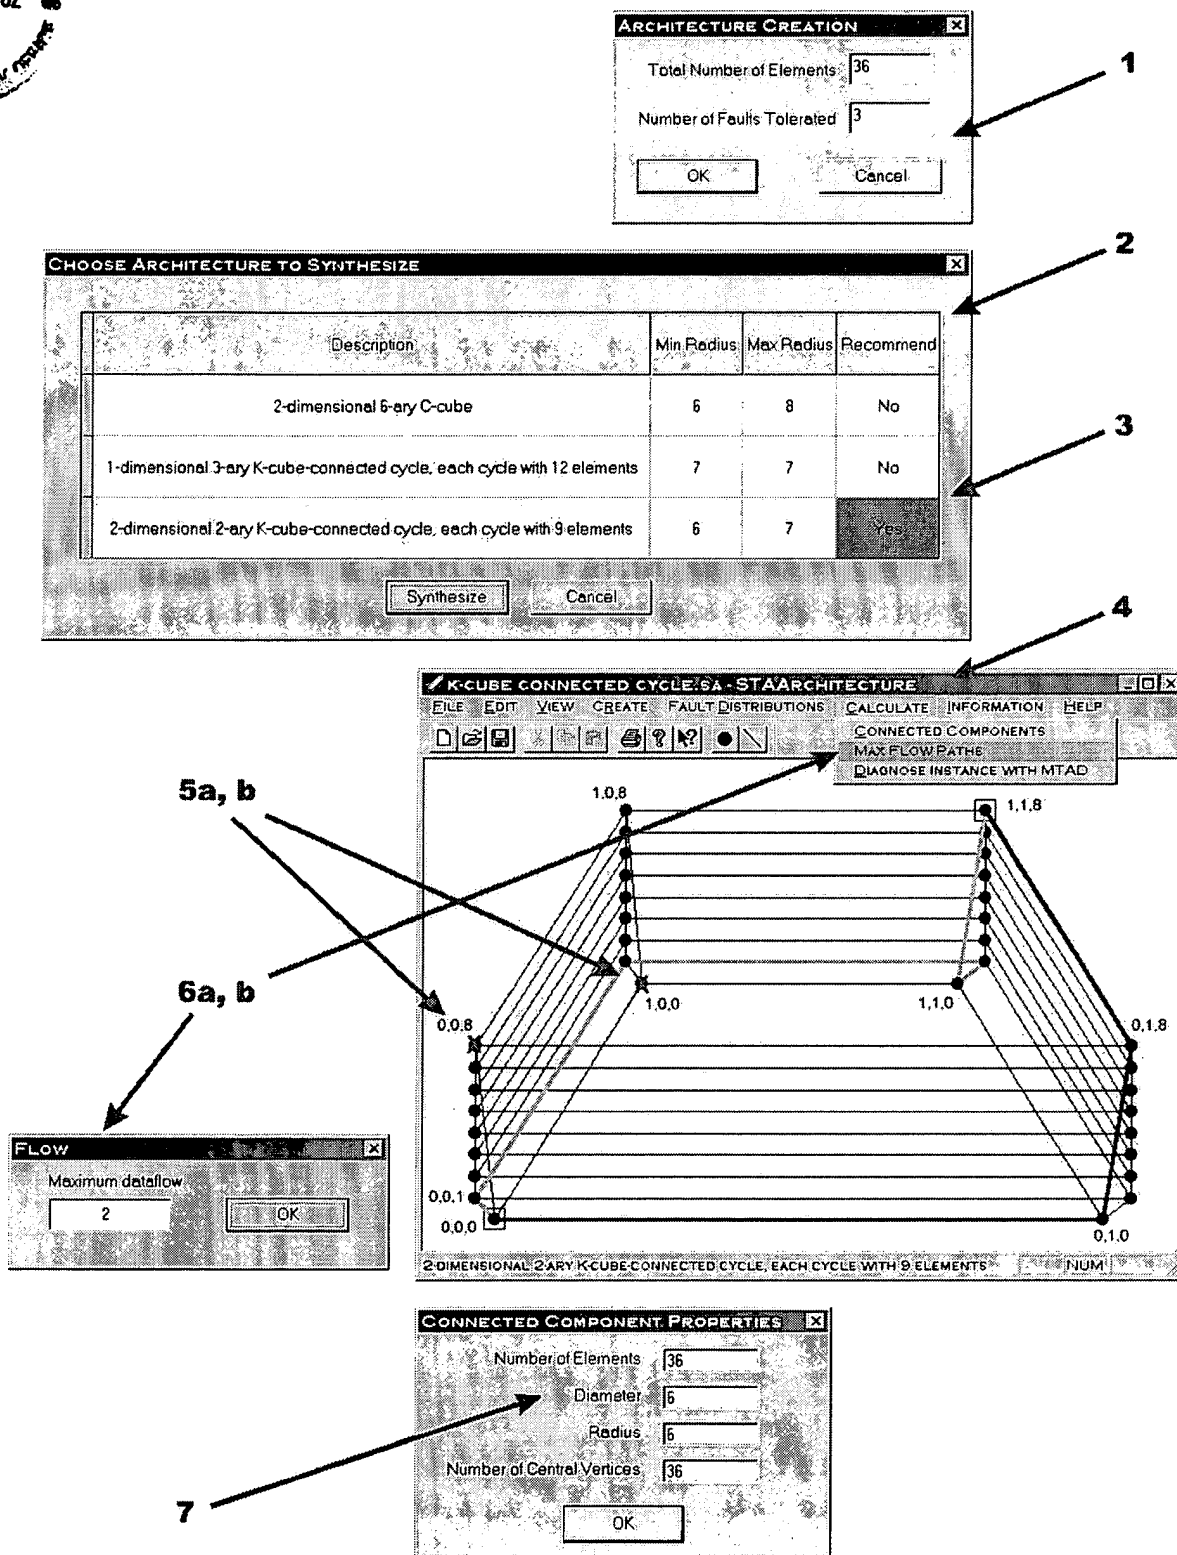 ARCHITECTURE CREATION
Total Number of Elements 36
1
Number of Faults Tolerated 3
OK Cancel
2
CHOOSE ARCHITECTURE TO SYNTHESIZE
Description Min Radius Max Radius Recommend
2-dimensional 6-ary C-cube 6 8 No
3
1-dimensional 3-ary K-cube-connected cycle, each cycle with 12 elements 7 7 No
2-dimensional 2-ary K-cube-connected cycle, each cycle with 9 elements 6 7 Yes
Synthesize Cancel
4
K-CUBE CONNECTED CYCLE.SA - STAARCHITECTURE
FILE EDIT VIEW CREATE FAULT DISTRIBUTIONS CALCULATE INFORMATION HELP
CONNECTED COMPONENTS
MAX FLOW PATHS
DIAGNOSE INSTANCE WITH MTAD
5a, b
1,0,8
1,1,8
6a, b
1,0,0
1,1,0
0,0,8
0,1,8
FLOW
Maximum dataflow
2 OK
0,0,1
0,0,0
0,1,0
2-DIMENSIONAL 2-ARY K-CUBE-CONNECTED CYCLE, EACH CYCLE WITH 9 ELEMENTS NUM
CONNECTED COMPONENT PROPERTIES
Number of Elements 36
Diameter 6
Radius 6
Number of Central Vertices 36
7
OK